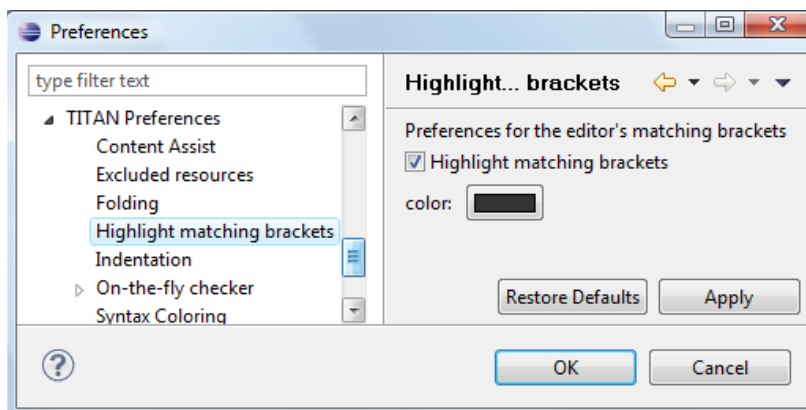 Preferences
type filter text
TITAN Preferences
Content Assist
Excluded resources
Folding
Highlight matching brackets
Indentation
On-the-fly checker
Syntax Coloring
Highlight... brackets
Preferences for the editor's matching brackets
Highlight matching brackets
color:
Restore Defaults
Apply
?
OK
Cancel